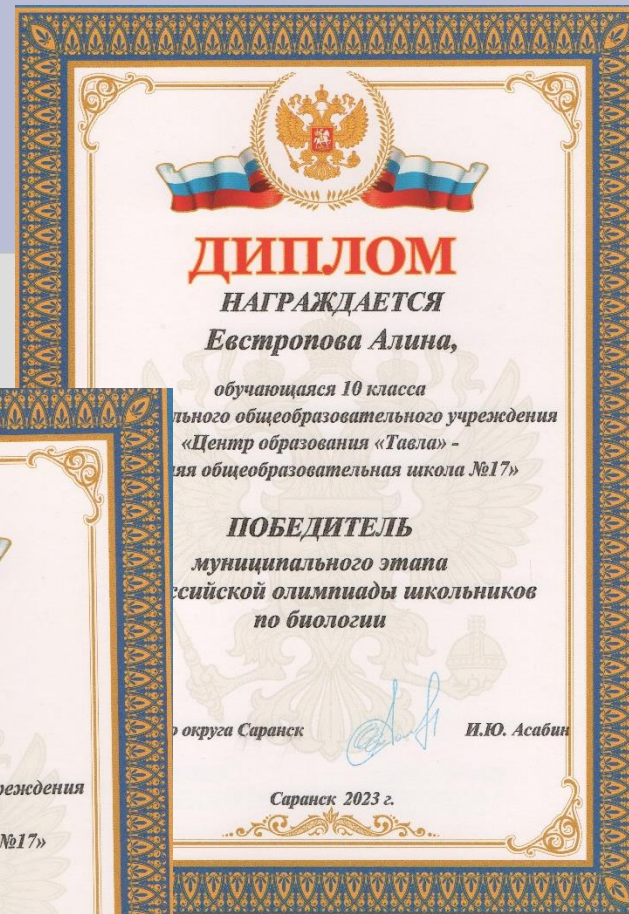 ДИПЛОМ
НАГРАЖДАЕТСЯ
Евстропова Алина,
обучающаяся 10 класса
льного общеобразовательного учреждения
«Центр образования «Тавла» -
яя общеобразовательная школа №17»
ПОБЕДИТЕЛЬ
муниципального этапа
ссийской олимпиады школьников
по биологии
округа Саранск
И.Ю. Асабин
Саранск 2023 г.
реждения
№17»